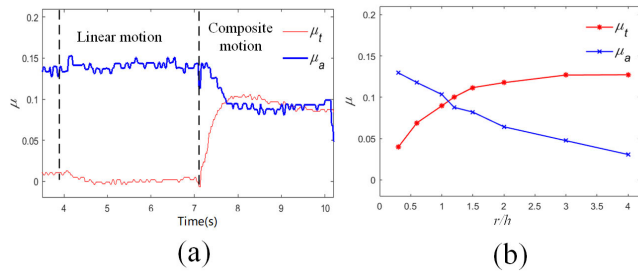 Linear motion
Composite
motion
μt
μa
μ
0.15
0.1
0.05
0
4
5
6
7
8
9
10
Time(s)
(a)
μt
μa
μ
0.2
0.15
0.1
0.05
0
0
0.5
1
1.5
2
2.5
3
3.5
4
r/h
(b)